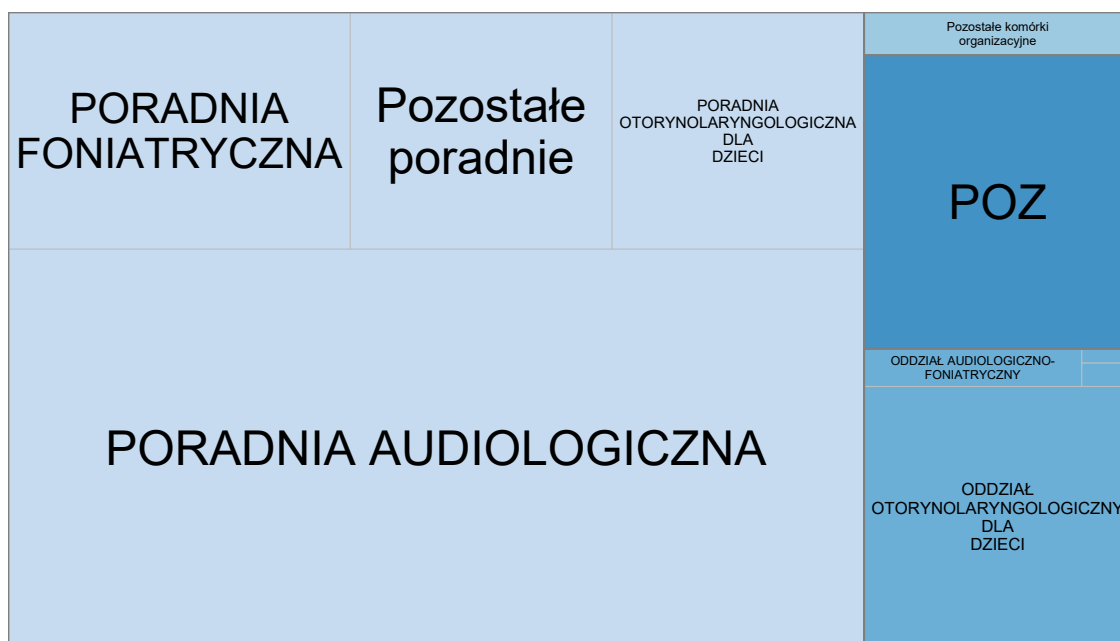 PORADNIA
FONIATRYCZNA
Pozostałe
poradnie
PORADNIA
OTORYNOLARYNGOLOGICZNA
DLA
DZIECI
Pozostałe komórki
organizacyjne
POZ
PORADNIA AUDIOLOGICZNA
ODDZIAŁ AUDIOLOGICZNO-
FONIATRYCZNY
ODDZIAŁ
OTORYNOLARYNGOLOGICZNY
DLA
DZIECI